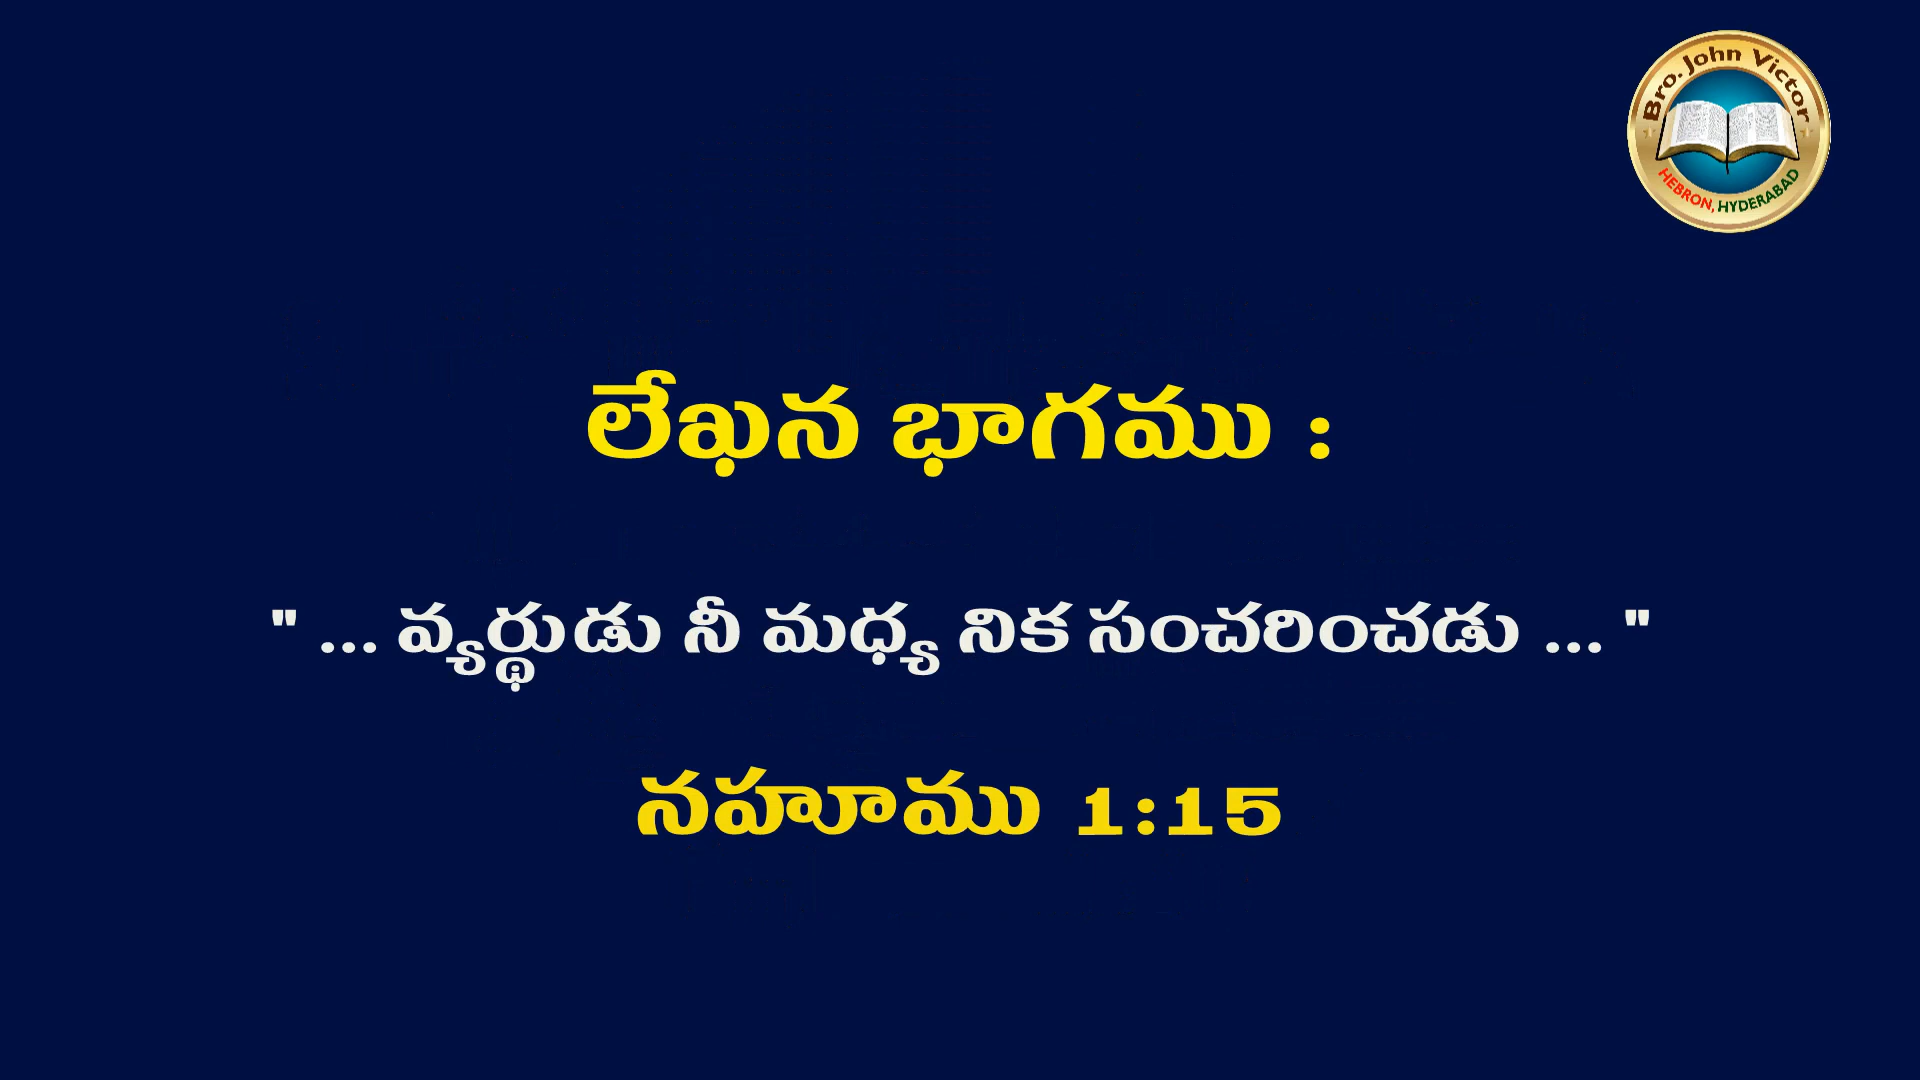 Bro. John Victor
HEBRON, HYDERABAD
లేఖన భాగము :
" ... వ్యర్థుడు నీ మధ్య నిక సంచరించడు ... "
నహూము 1:15